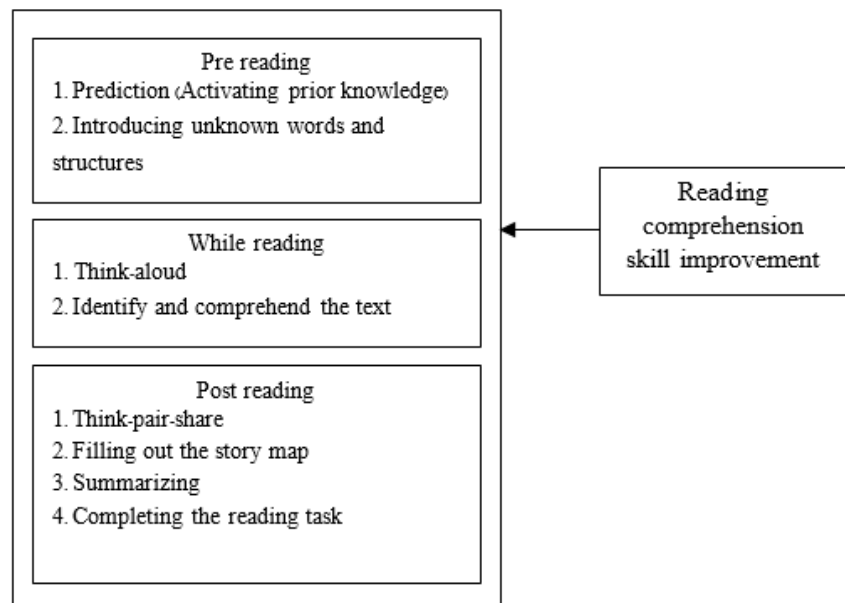 Pre reading
1. Prediction (Activating prior knowledge)
2. Introducing unknown words and
structures
While reading
1. Think-aloud
2. Identify and comprehend the text
Post reading
1. Think-pair-share
2. Filling out the story map
3. Summarizing
4. Completing the reading task
Reading
comprehension
skill improvement